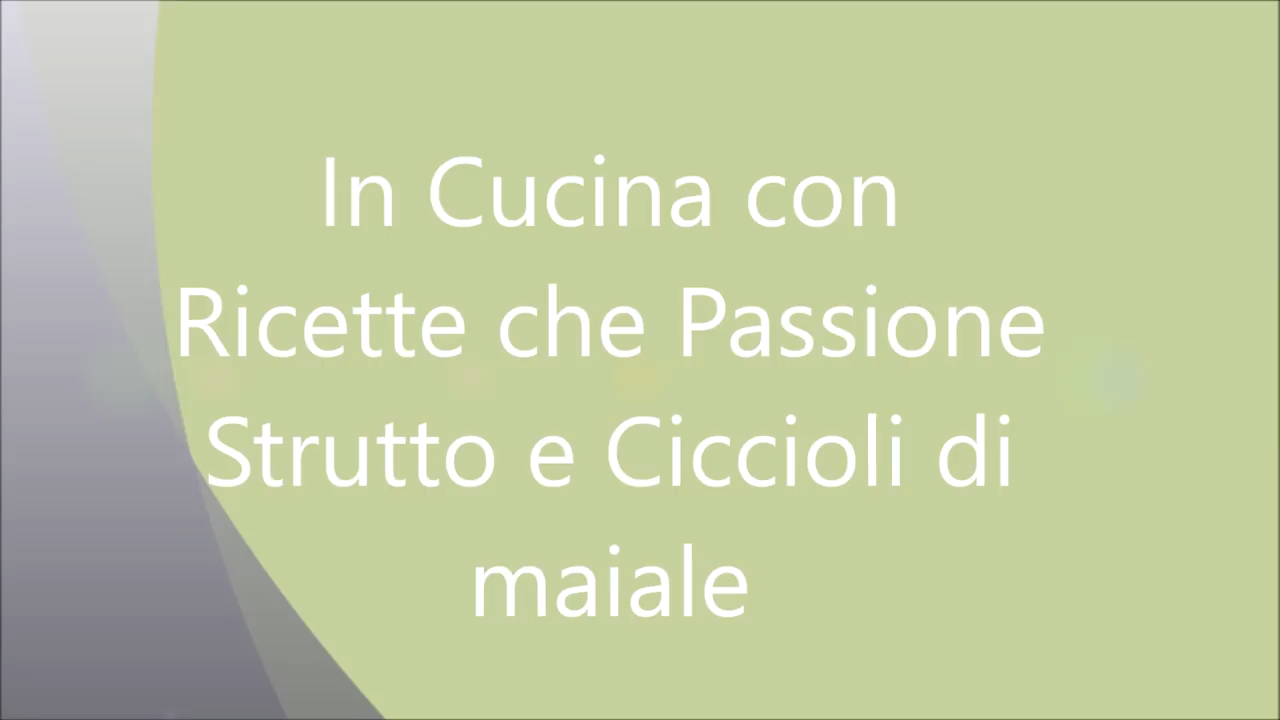 In Cucina con
Ricette che Passione
Strutto e Ciccioli di
maiale